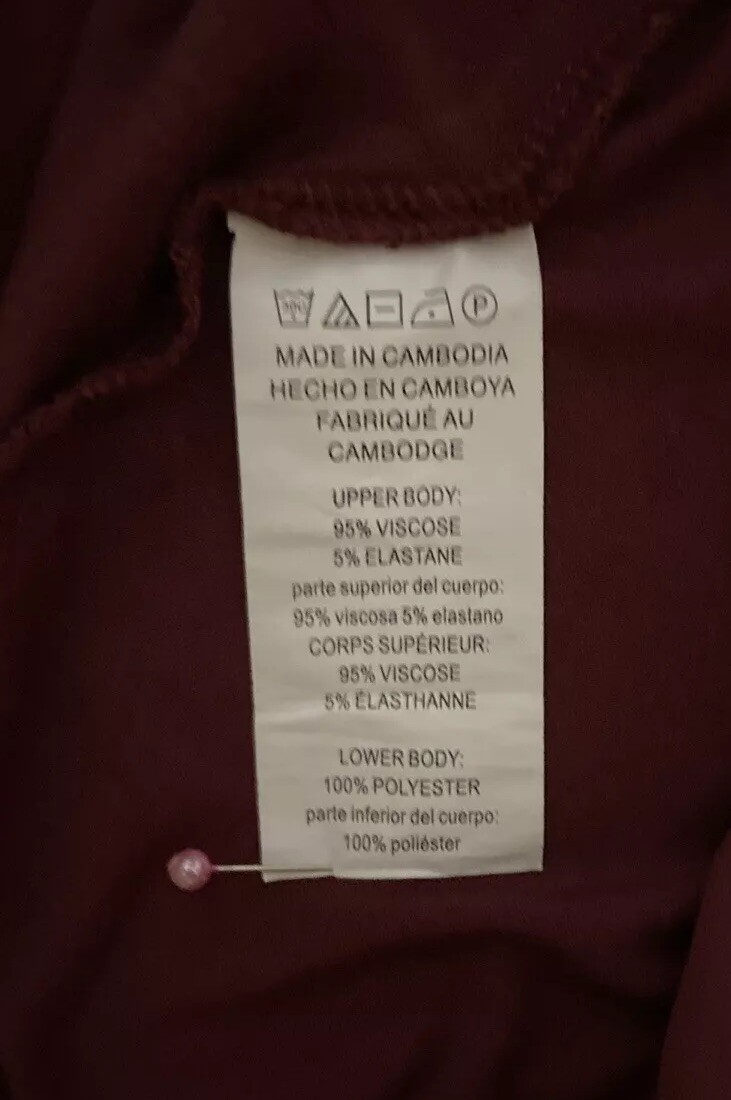 P
MADE IN CAMBODIA
HECHO EN CAMBOYA
FABRIQUÉ AU
CAMBODGE
UPPER BODY:
95% VISCOSE
5% ELASTANE
parte superior del cuerpo:
95% viscosa 5% elastano
CORPS SUPÉRIEUR:
95% VISCOSE
5% ÉLASTHANNE
LOWER BODY:
100% POLYESTER
parte inferior del cuerpo:
100% poliéster